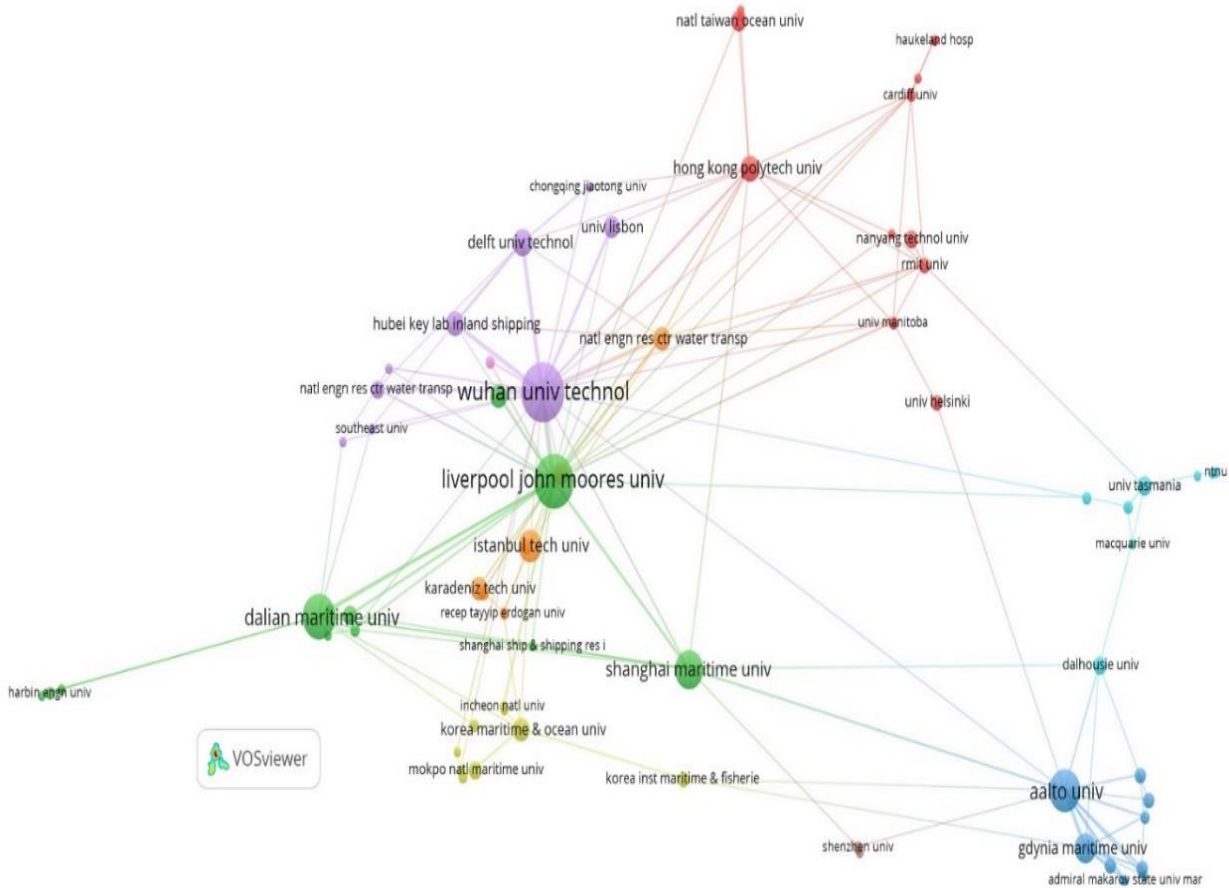 natl taiwan ocean univ
haukeland hosp
cardiff univ
hong kong polytech univ
chongqing jiaotong univ
univ lisbon
delft univ technol
nanyang technol univ
rmit univ
hubei key lab inland shipping
univ manitoba
natl engn res ctr water transp
natl engn res ctr water transp
wuhan univ technol
univ helsinki
southeast univ
liverpool john moores univ
univ tasmania
ntnu
macquarie univ
istanbul tech univ
karadeniz tech univ
recep tayyip erdogan univ
dalian maritime univ
shanghai ship & shipping res i
shanghai maritime univ
dalhousie univ
harbin engn univ
incheon natl univ
korea maritime & ocean univ
VOSviewer
mokpo natl maritime univ
korea inst maritime & fisherie
aalto univ
shenzhen univ
gdynia maritime univ
admiral makarov state univ mar